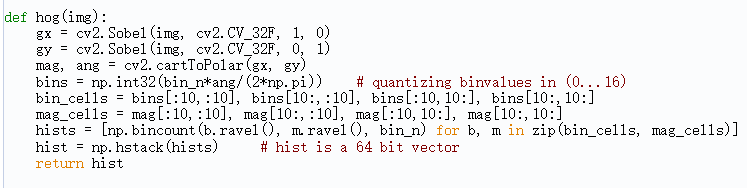 def hog(img):
    gx = cv2.Sobel(img, cv2.CV_32F, 1, 0)
    gy = cv2.Sobel(img, cv2.CV_32F, 0, 1)
    mag, ang = cv2.cartToPolar(gx, gy)
    bins = np.int32(bin_n*ang/(2*np.pi))    # quantizing binvalues in (0...16)
    bin_cells = bins[:10,:10], bins[10:,:10], bins[:10,10:], bins[10:,10:]
    mag_cells = mag[:10,:10], mag[10:,:10], mag[:10,10:], mag[10:,10:]
    hists = [np.bincount(b.ravel(), m.ravel(), bin_n) for b, m in zip(bin_cells, mag_cells)]
    hist = np.hstack(hists)     # hist is a 64 bit vector
    return hist